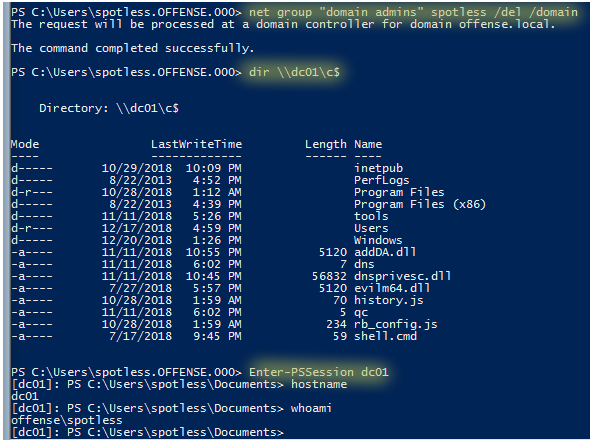 PS C:\Users\spotless.OFFENSE.000> net group "domain admins" spotless /del /domain
The request will be processed at a domain controller for domain offense.local.
The command completed successfully.
PS C:\Users\spotless.OFFENSE.000> dir \\dc01\c$
Directory: \\dc01\c$
Mode LastWriteTime Length Name
---- ------------- ------ ----
d----- 10/29/2018 10:09 PM inetpub
d----- 8/22/2013 4:52 PM PerfLogs
d-r--- 10/28/2018 1:12 AM Program Files
d----- 8/22/2013 4:39 PM Program Files (x86)
d----- 11/11/2018 5:26 PM tools
d-r--- 12/17/2018 4:59 PM Users
d----- 12/20/2018 1:26 PM Windows
-a---- 11/11/2018 10:55 PM 5120 addDA.dll
-a---- 11/11/2018 6:02 PM 7 dns
-a---- 11/11/2018 10:45 PM 56832 dnsprivesc.dll
-a---- 7/27/2018 5:57 PM 5120 evilm64.dll
-a---- 10/28/2018 1:59 AM 70 history.js
-a---- 11/11/2018 6:02 PM 5 qc
-a---- 10/28/2018 1:59 AM 234 rb_config.js
-a---- 7/17/2018 9:45 PM 59 shell.cmd
PS C:\Users\spotless.OFFENSE.000> Enter-PSSession dc01
[dc01]: PS C:\Users\spotless\Documents> hostname
dc01
[dc01]: PS C:\Users\spotless\Documents> whoami
offense\spotless
[dc01]: PS C:\Users\spotless\Documents>